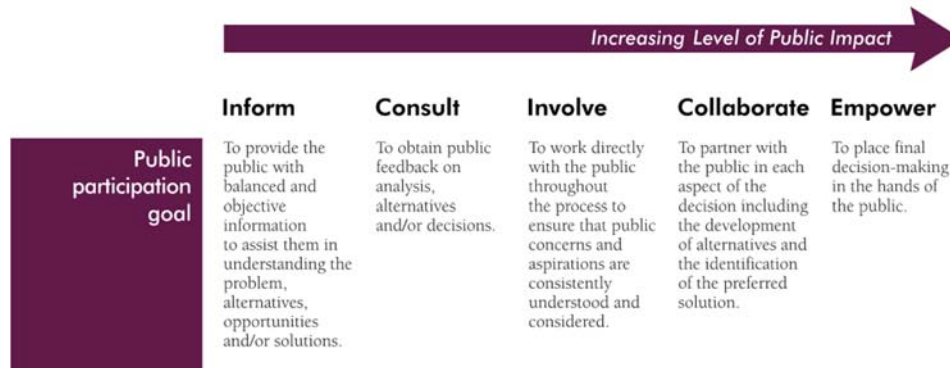 Increasing Level of Public Impact
Inform
Consult
Involve
Collaborate
Empower
Public
participation
goal
To provide the
public with
balanced and
objective
information
to assist them in
understanding the
problem,
alternatives,
opportunities
and/or solutions.
To obtain public
feedback on
analysis,
alternatives
and/or decisions.
To work directly
with the public
throughout
the process to
ensure that public
concerns and
aspirations are
consistently
understood and
considered.
To partner with
the public in each
aspect of the
decision including
the development
of alternatives and
the identification
of the preferred
solution.
To place final
decision-making
in the hands of
the public.